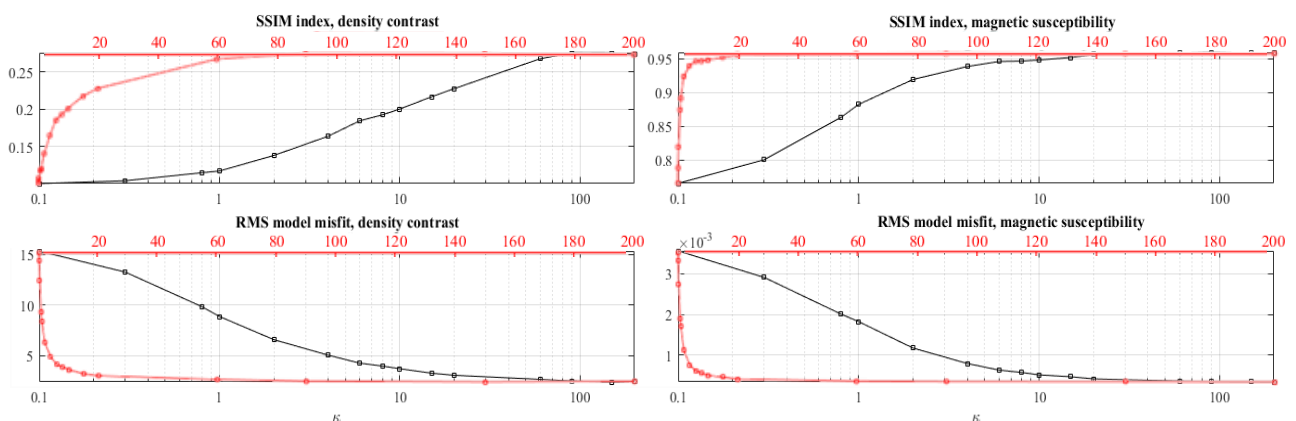 SSIM index, density contrast
20 40 60 80 100 120 140 160 180 200
0.25
0.2
0.15
0.1 1 10 100
SSIM index, magnetic susceptibility
20 40 60 80 100 120 140 160 180 200
0.95
0.9
0.85
0.8
0.1 1 10 100
RMS model misfit, density contrast
20 40 60 80 100 120 140 160 180 200
15
10
5
0.1 1 10 100
κ
RMS model misfit, magnetic susceptibility
×10⁻³ 20 40 60 80 100 120 140 160 180 200
3
2
1
0.1 1 10 100
κ